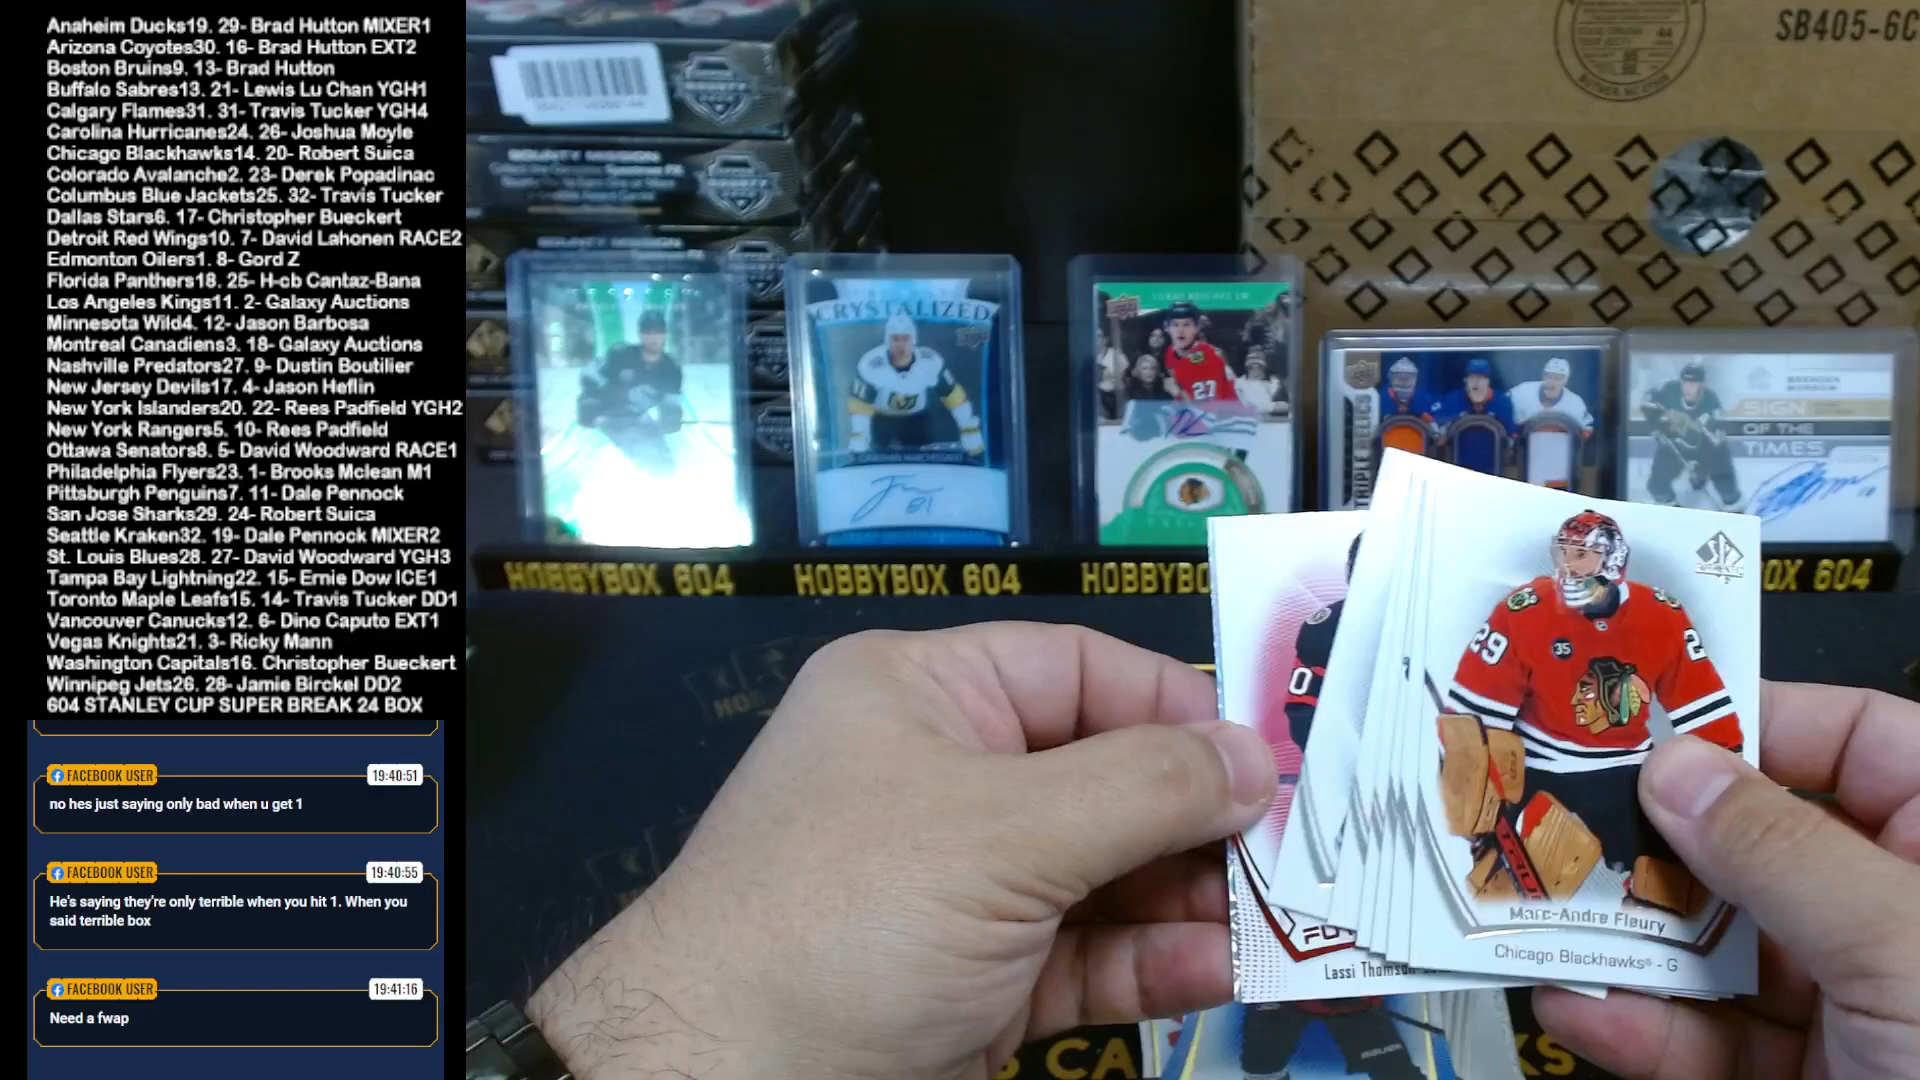 Anaheim Ducks19. 29- Brad Hutton MIXER1
Arizona Coyotes30. 16- Brad Hutton EXT2
Boston Bruins9. 13- Brad Hutton
Buffalo Sabres13. 21- Lewis Lu Chan YGH1
Calgary Flames31. 31- Travis Tucker YGH4
Carolina Hurricanes24. 26- Joshua Moyle
Chicago Blackhawks14. 20- Robert Suica
Colorado Avalanche2. 23- Derek Popadinac
Columbus Blue Jackets25. 32- Travis Tucker
Dallas Stars6. 17- Christopher Bueckert
Detroit Red Wings10. 7- David Lahonen RACE2
Edmonton Oilers1. 8- Gord Z
Florida Panthers18. 25- H-cb Cantaz-Bana
Los Angeles Kings11. 2- Galaxy Auctions
Minnesota Wild4. 12- Jason Barbosa
Montreal Canadiens3. 18- Galaxy Auctions
Nashville Predators27. 9- Dustin Boutilier
New Jersey Devils17. 4- Jason Heflin
New York Islanders20. 22- Rees Padfield YGH2
New York Rangers5. 10- Rees Padfield
Ottawa Senators8. 5- David Woodward RACE1
Philadelphia Flyers23. 1- Brooks Mclean M1
Pittsburgh Penguins7. 11- Dale Pennock
San Jose Sharks29. 24- Robert Suica
Seattle Kraken32. 19- Dale Pennock MIXER2
St. Louis Blues28. 27- David Woodward YGH3
Tampa Bay Lightning22. 15- Ernie Dow ICE1
Toronto Maple Leafs15. 14- Travis Tucker DD1
Vancouver Canucks12. 6- Dino Caputo EXT1
Vegas Knights21. 3- Ricky Mann
Washington Capitals16. Christopher Bueckert
Winnipeg Jets26. 28- Jamie Birckel DD2
604 STANLEY CUP SUPER BREAK 24 BOX
FACEBOOK USER 19:40:51
no hes just saying only bad when u get 1
FACEBOOK USER 19:40:55
He's saying they're only terrible when you hit 1. When you
said terrible box
FACEBOOK USER 19:41:16
Need a fwap
SB405-6C
BOUNTY MISSION
CRYSTALIZED
81
27
TRIPLE RELICS
SIGN
OF THE
TIMES
HOBBYBOX 604
HOBBYBOX 604
HOBBYBO
OX 604
29
2
35
Marc-Andre Fleury
Chicago Blackhawks - G
0
FU
Lassi Thomso